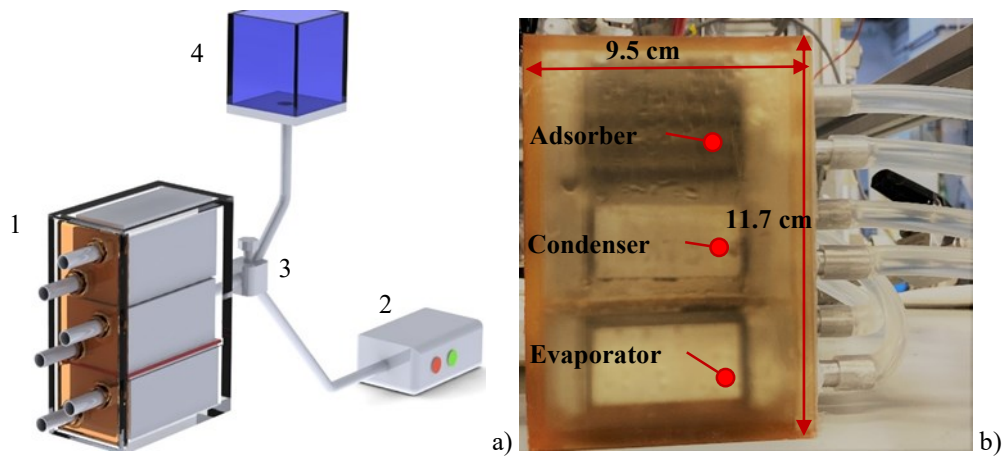 4
1
3
2
a)
9.5 cm
Adsorber
11.7 cm
Condenser
Evaporator
b)